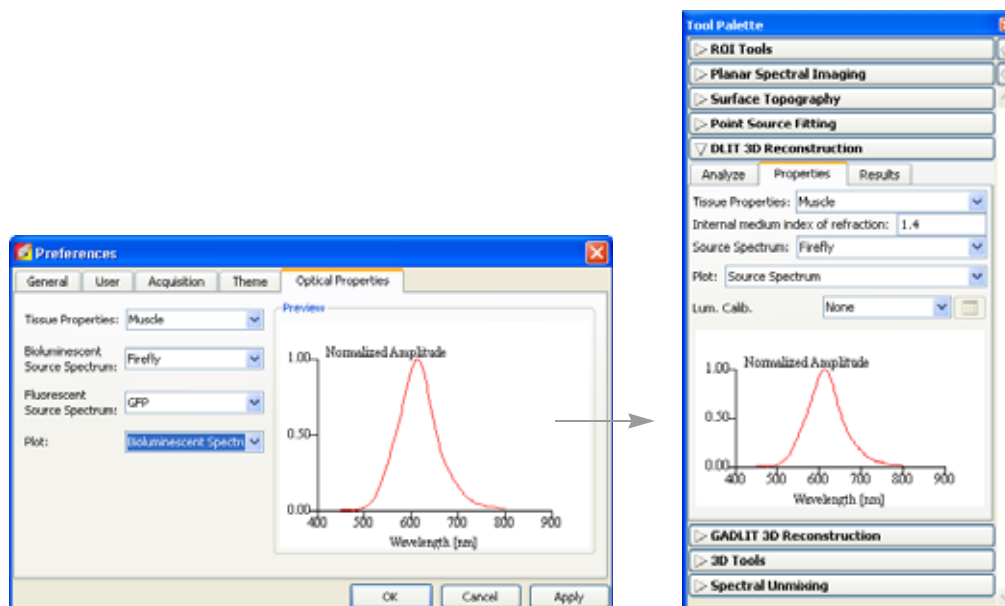 Preferences
General User Acquisition Theme Optical Properties
Tissue Properties: Muscle
Bioluminescent
Source Spectrum: Firefly
Fluorescent
Source Spectrum: GFP
Plot: Bioluminescent Spectru
Preview
Normalized Amplitude
1.00
0.50
0.00
400 500 600 700 800 900
Wavelength [nm]
OK Cancel Apply
Tool Palette
ROI Tools
Planar Spectral Imaging
Surface Topography
Point Source Fitting
DLIT 3D Reconstruction
Analyze Properties Results
Tissue Properties: Muscle
Internal medium index of refraction: 1.4
Source Spectrum: Firefly
Plot: Source Spectrum
Lum. Calib. None
Normalized Amplitude
1.00
0.50
0.00
400 500 600 700 800 900
Wavelength [nm]
GADLIT 3D Reconstruction
3D Tools
Spectral Unmixing